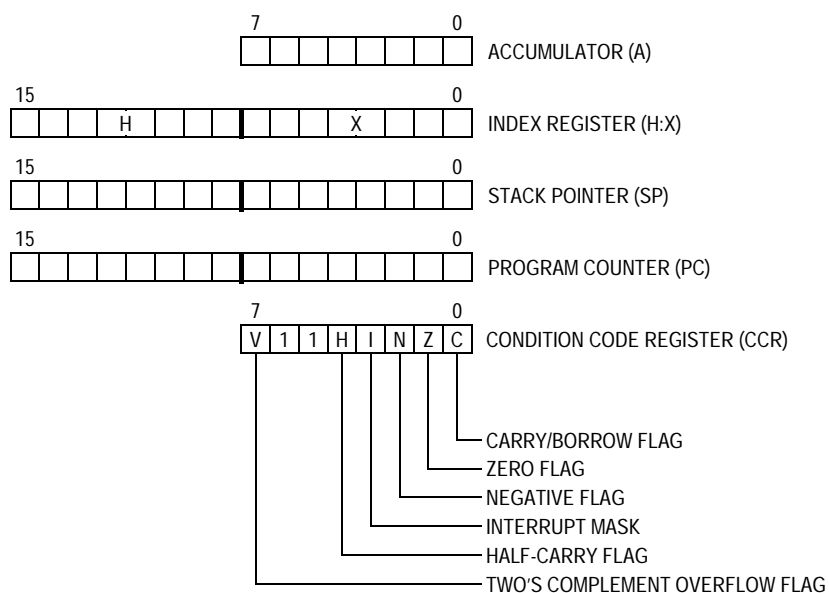 7 0
ACCUMULATOR (A)
15 0
H X INDEX REGISTER (H:X)
15 0
STACK POINTER (SP)
15 0
PROGRAM COUNTER (PC)
7 0
V 1 1 H I N Z C CONDITION CODE REGISTER (CCR)
CARRY/BORROW FLAG
ZERO FLAG
NEGATIVE FLAG
INTERRUPT MASK
HALF-CARRY FLAG
TWO'S COMPLEMENT OVERFLOW FLAG